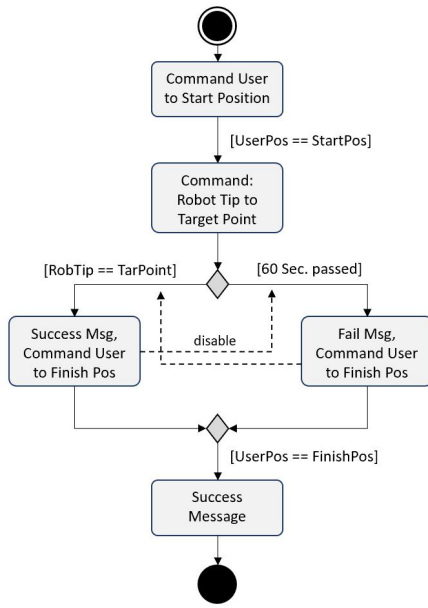 Command User
to Start Position
[UserPos == StartPos]
Command:
Robot Tip to
Target Point
[RobTip == TarPoint]
[60 Sec. passed]
Success Msg,
Command User
to Finish Pos
disable
Fail Msg,
Command User
to Finish Pos
[UserPos == FinishPos]
Success
Message